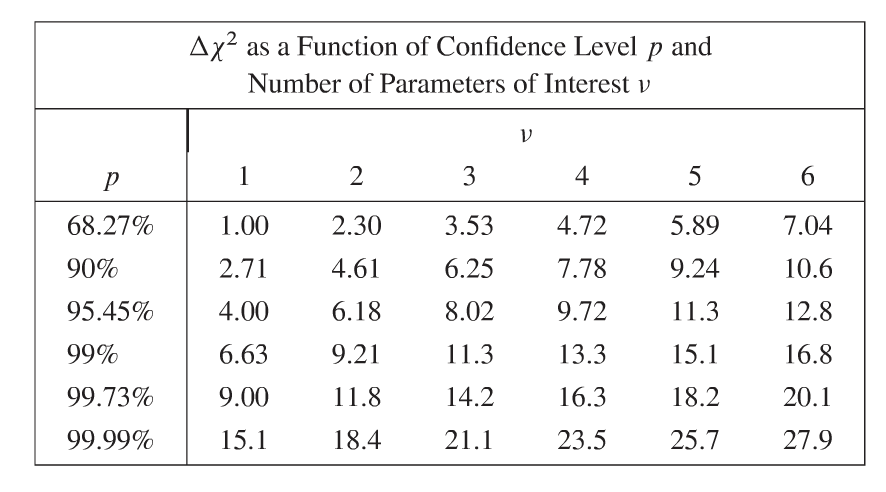 Δχ² as a Function of Confidence Level p and
Number of Parameters of Interest ν
ν
p 1 2 3 4 5 6
68.27% 1.00 2.30 3.53 4.72 5.89 7.04
90% 2.71 4.61 6.25 7.78 9.24 10.6
95.45% 4.00 6.18 8.02 9.72 11.3 12.8
99% 6.63 9.21 11.3 13.3 15.1 16.8
99.73% 9.00 11.8 14.2 16.3 18.2 20.1
99.99% 15.1 18.4 21.1 23.5 25.7 27.9